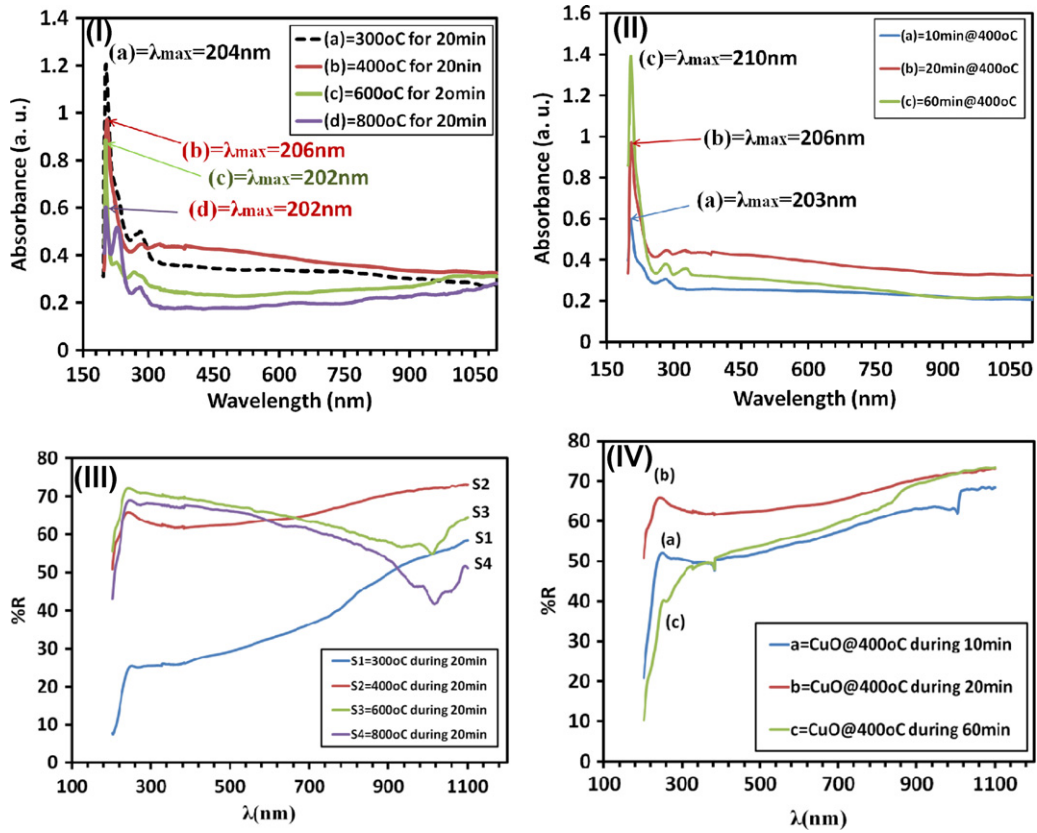 (I)
1.4
1.2
1
0.8
0.6
0.4
0.2
0
Absorbance (a. u.)
(a)=λmax=204nm
(a)=300oC for 20min
(b)=400oC for 20nin
(c)=600oC for 2omin
(d)=800oC for 20min
(b)=λmax=206nm
(c)=λmax=202nm
(d)=λmax=202nm
150 300 450 600 750 900 1050
Wavelength (nm)
(II)
1.6
1.4
1.2
1.0
0.8
0.6
0.4
0.2
0
Absorbance (a. u.)
(c)=λmax=210nm
(a)=10min@400oC
(b)=20min@400oC
(c)=60min@400oC
(b)=λmax=206nm
(a)=λmax=203nm
150 300 450 600 750 900 1050
Wavelength (nm)
(III)
80
70
60
50
40
30
20
10
0
%R
S2
S3
S1
S4
S1=300oC during 20min
S2=400oC during 20min
S3=600oC during 20min
S4=800oC during 20min
100 300 500 700 900 1100
λ(nm)
(IV)
80
70
60
50
40
30
20
10
0
%R
(b)
(a)
(c)
a=CuO@400oC during 10min
b=CuO@400oC during 20min
c=CuO@400oC during 60min
100 300 500 700 900 1100
λ(nm)